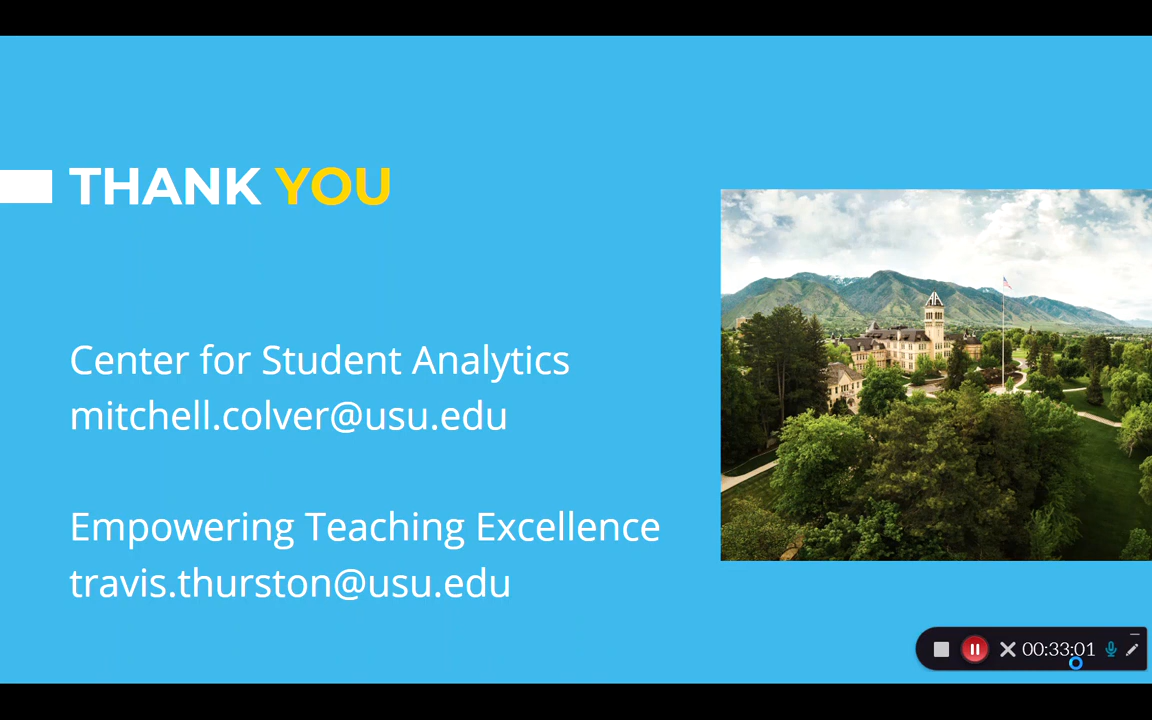 THANK YOU
Center for Student Analytics
mitchell.colver@usu.edu
Empowering Teaching Excellence
travis.thurston@usu.edu
00:33:01